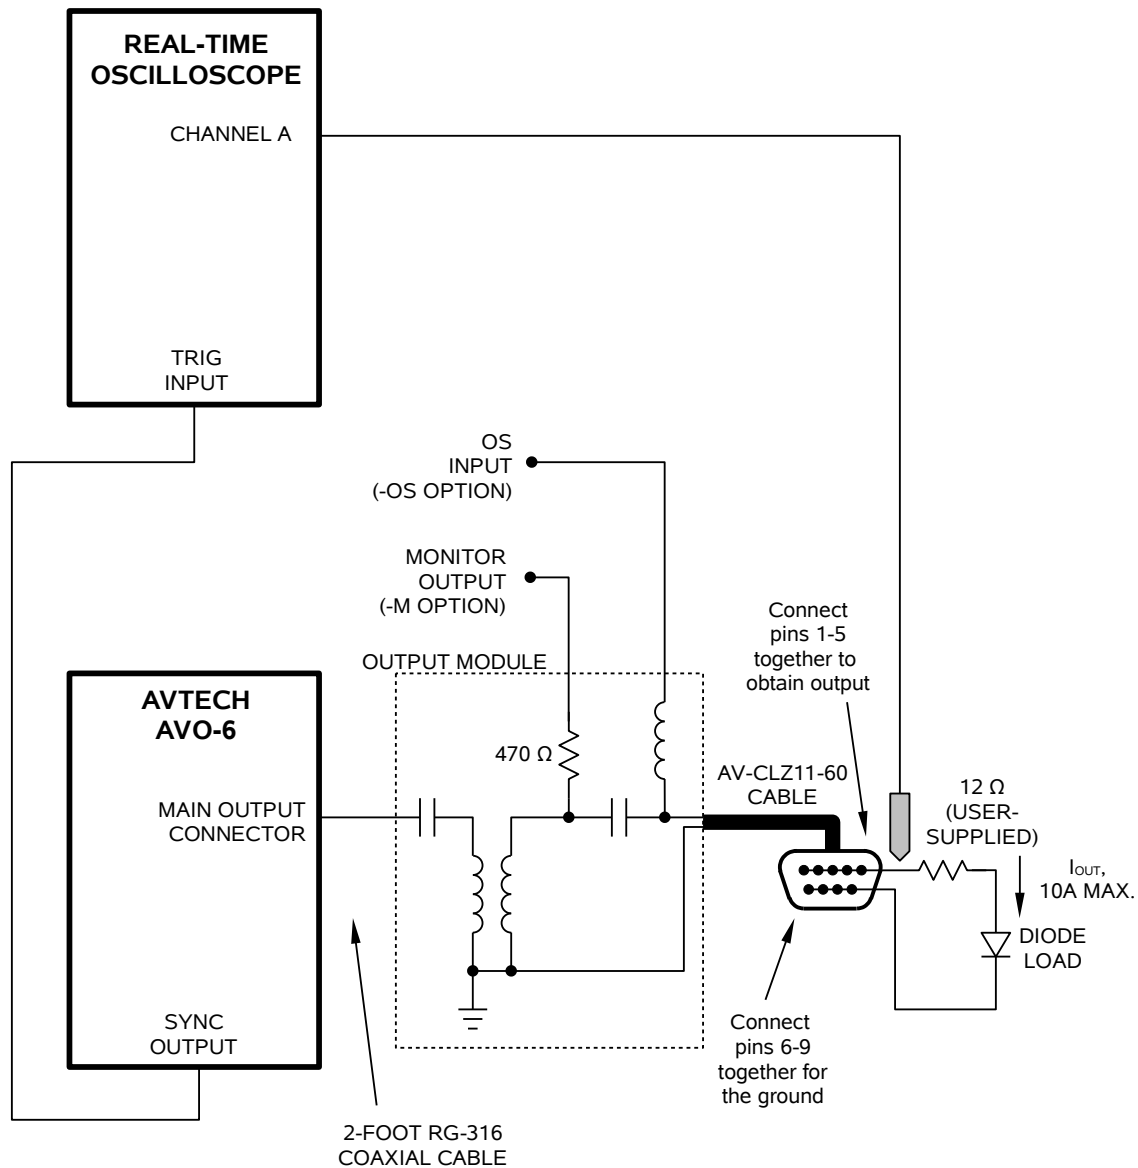 REAL-TIME
OSCILLOSCOPE
CHANNEL A
TRIG
INPUT
OS
INPUT
(-OS OPTION)
MONITOR
OUTPUT
(-M OPTION)
OUTPUT MODULE
470 Ω
Connect
pins 1-5
together to
obtain output
AVTECH
AVO-6
MAIN OUTPUT
CONNECTOR
SYNC
OUTPUT
AV-CLZ11-60
CABLE
12 Ω
(USER-
SUPPLIED)
IOUT,
10A MAX.
DIODE
LOAD
Connect
pins 6-9
together for
the ground
2-FOOT RG-316
COAXIAL CABLE